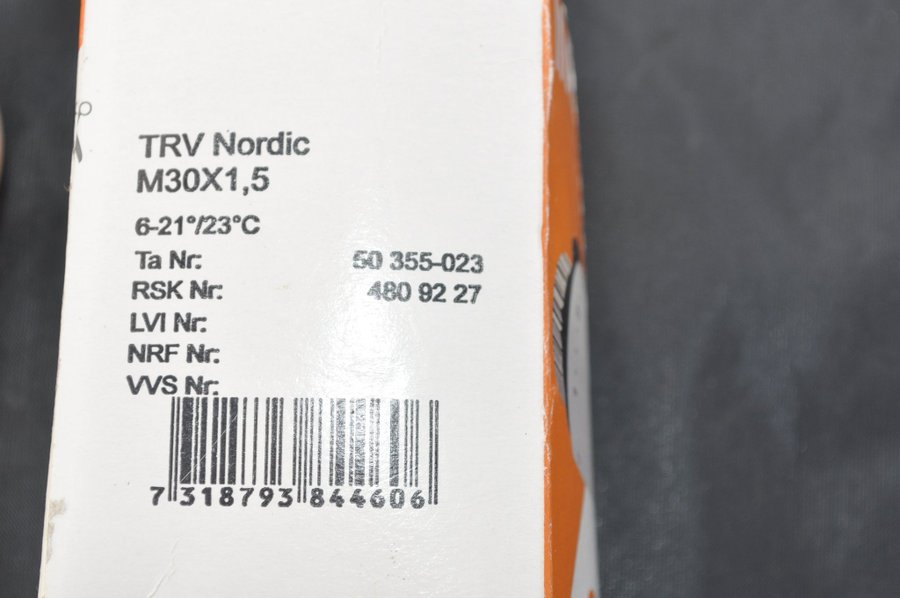 TRV Nordic
M30X1,5
6-21°/23°C
Ta Nr: 50 355-023
RSK Nr: 480 92 27
LVI Nr:
NRF Nr:
VVS Nr:
7 318793 844606